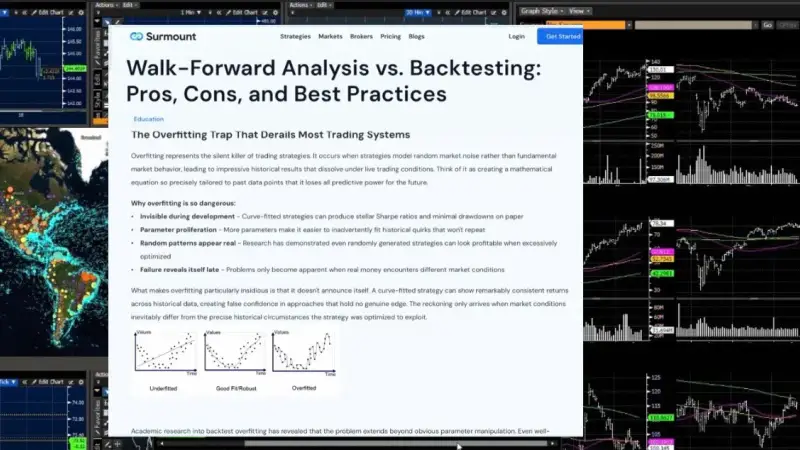 Actions Edit
Edit Chart
Actions Edit
Edit Chart
Graph Style View
Go
Surmount
Strategies Markets Brokers Pricing Blogs
Login Get Started
Walk-Forward Analysis vs. Backtesting:
Pros, Cons, and Best Practices
Education
The Overfitting Trap That Derails Most Trading Systems
Overfitting represents the silent killer of trading strategies. It occurs when strategies model random market noise rather than fundamental
market behavior, leading to impressive historical results that dissolve under live trading conditions. Think of it as creating a mathematical
equation so precisely tailored to past data points that it loses all predictive power for the future.
Why overfitting is so dangerous:
• Invisible during development - Curve-fitted strategies can produce stellar Sharpe ratios and minimal drawdowns on paper
• Parameter proliferation - More parameters make it easier to inadvertently fit historical quirks that won't repeat
• Random patterns appear real - Research has demonstrated even randomly generated strategies can look profitable when excessively
optimized
• Failure reveals itself late - Problems only become apparent when real money encounters different market conditions
What makes overfitting particularly insidious is that it doesn't announce itself. A curve-fitted strategy can show remarkably consistent returns
across historical data, creating false confidence in approaches that hold no genuine edge. The reckoning only arrives when market conditions
inevitably differ from the precise historical circumstances the strategy was optimized to exploit.
Values
Time
Time
Time
Underfitted Good Fit/Robust Overfitted
Academic research into backtest overfitting has revealed that the problem extends beyond obvious parameter manipulation. Even well-
Edit Chart